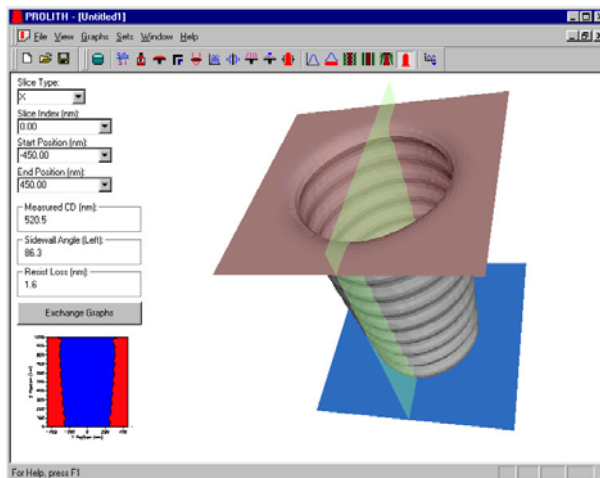 PROLITH - [Untitled1]
File View Graphs Sets Window Help
Slice Type:
X
Slice Index (nm):
0.00
Start Position (nm):
-450.00
End Position (nm):
450.00
Measured CD (nm):
520.5
Sidewall Angle (Left):
86.3
Resist Loss (nm):
1.6
Exchange Graphs
For Help, press F1